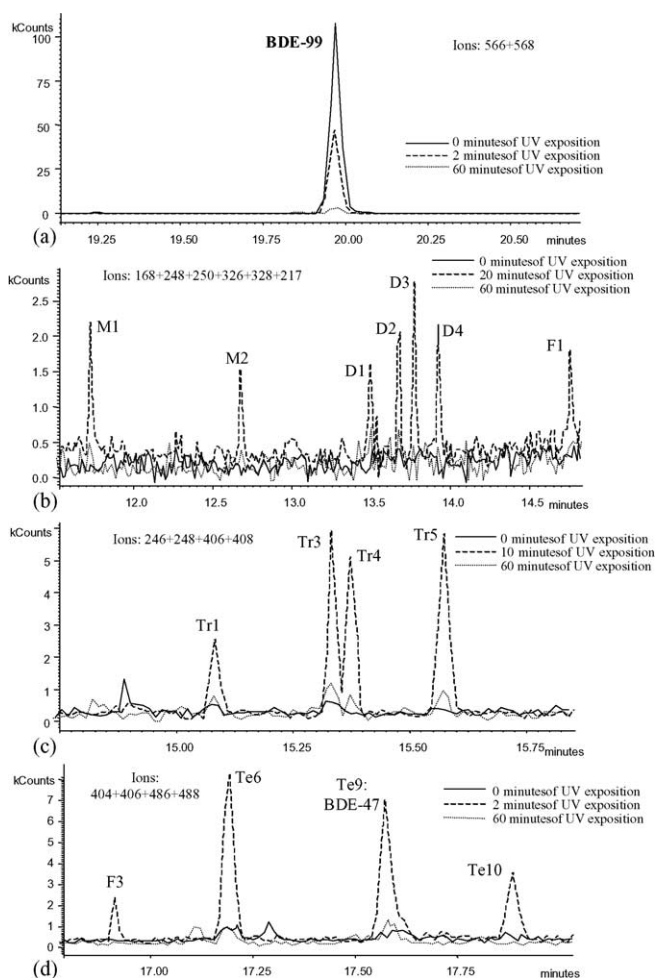 kCounts
BDE-99
Ions: 566+568
100
75
50
25
0
0 minutesof UV exposition
2 minutesof UV exposition
60 minutesof UV exposition
(a)
19.25 19.50 19.75 20.00 20.25 20.50 minutes
kCounts
Ions: 168+248+250+326+328+217
0 minutesof UV exposition
20 minutesof UV exposition
60 minutesof UV exposition
2.5
2.0
1.5
1.0
0.5
0.0
M1
M2
D1
D2
D3
D4
F1
(b)
12.0 12.5 13.0 13.5 14.0 14.5 minutes
kCounts
Ions: 246+248+406+408
0 minutesof UV exposition
10 minutesof UV exposition
60 minutesof UV exposition
6
5
4
3
2
1
0
Tr1
Tr3
Tr4
Tr5
(c)
15.00 15.25 15.50 15.75 minutes
kCounts
Ions:
404+406+486+488
0 minutesof UV exposition
2 minutesof UV exposition
60 minutesof UV exposition
7
6
5
4
3
2
1
0
F3
Te6
Te9:
BDE-47
Te10
(d)
17.00 17.25 17.50 17.75 minutes